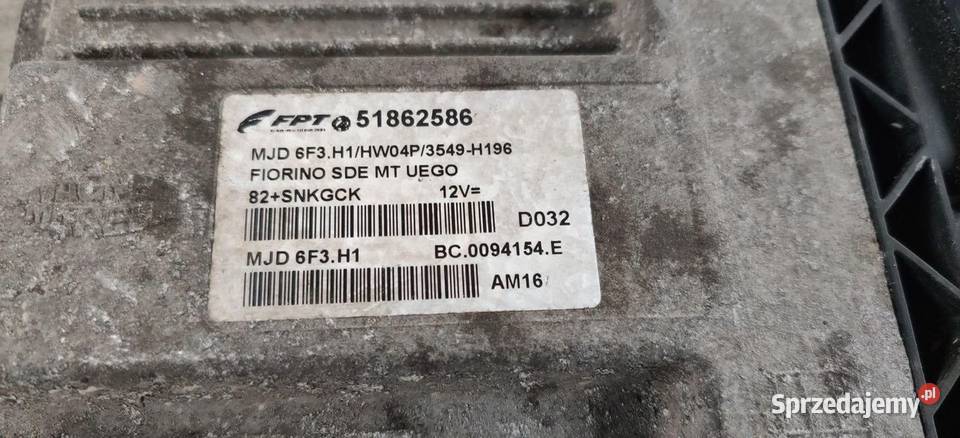 FPT 51862586
MJD 6F3.H1/HW04P/3549-H196
FIORINO SDE MT UEGO
82+SNKGCK 12V=
D032
MJD 6F3.H1 BC.0094154.E
AM16
Sprzedajemy.pl